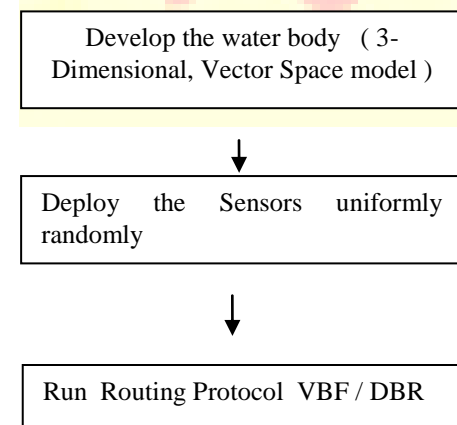 Develop the water body ( 3-
Dimensional, Vector Space model )
Deploy the Sensors uniformly
randomly
Run Routing Protocol VBF / DBR